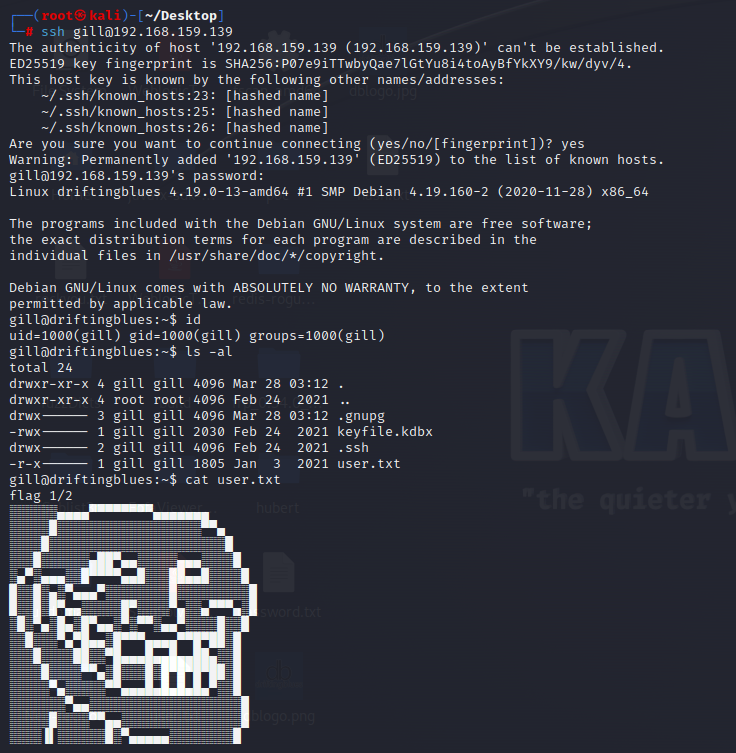 ┌──(root㉿kali)-[~/Desktop]
└─# ssh gill@192.168.159.139
The authenticity of host '192.168.159.139 (192.168.159.139)' can't be established.
ED25519 key fingerprint is SHA256:P07e9iTTwbyQae7lGtYu8i4toAyBfYkXY9/kw/dyv/4.
This host key is known by the following other names/addresses:
    ~/.ssh/known_hosts:23: [hashed name]
    ~/.ssh/known_hosts:25: [hashed name]
    ~/.ssh/known_hosts:26: [hashed name]
Are you sure you want to continue connecting (yes/no/[fingerprint])? yes
Warning: Permanently added '192.168.159.139' (ED25519) to the list of known hosts.
gill@192.168.159.139's password:
Linux driftingblues 4.19.0-13-amd64 #1 SMP Debian 4.19.160-2 (2020-11-28) x86_64

The programs included with the Debian GNU/Linux system are free software;
the exact distribution terms for each program are described in the
individual files in /usr/share/doc/*/copyright.

Debian GNU/Linux comes with ABSOLUTELY NO WARRANTY, to the extent
permitted by applicable law.
gill@driftingblues:~$ id
uid=1000(gill) gid=1000(gill) groups=1000(gill)
gill@driftingblues:~$ ls -al
total 24
drwxr-xr-x 4 gill gill 4096 Mar 28 03:12 .
drwxr-xr-x 4 root root 4096 Feb 24  2021 ..
drwx------ 3 gill gill 4096 Mar 28 03:12 .gnupg
-rwx------ 1 gill gill 2030 Feb 24  2021 keyfile.kdbx
drwx------ 2 gill gill 4096 Feb 24  2021 .ssh
-r-x------ 1 gill gill 1805 Jan  3  2021 user.txt
gill@driftingblues:~$ cat user.txt
flag 1/2
KA
"the quieter y
hubert